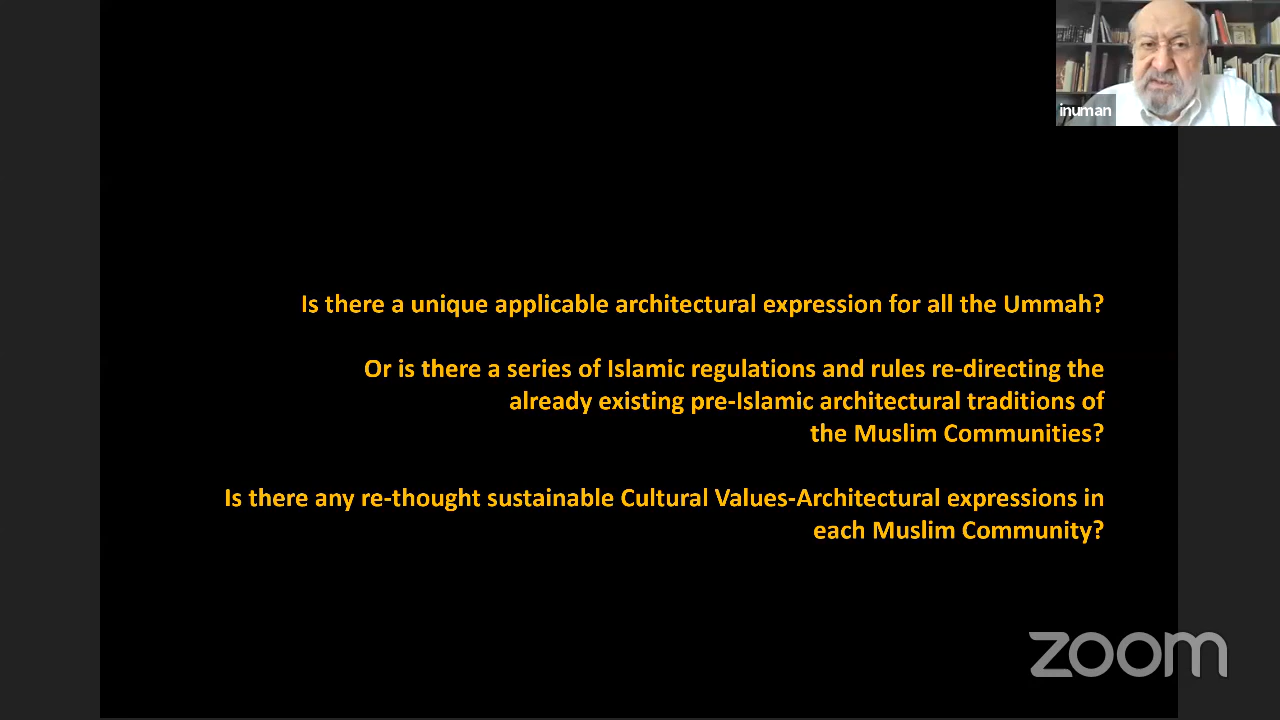 inuman
Is there a unique applicable architectural expression for all the Ummah?
Or is there a series of Islamic regulations and rules re-directing the
already existing pre-Islamic architectural traditions of
the Muslim Communities?
Is there any re-thought sustainable Cultural Values-Architectural expressions in
each Muslim Community?
zoom